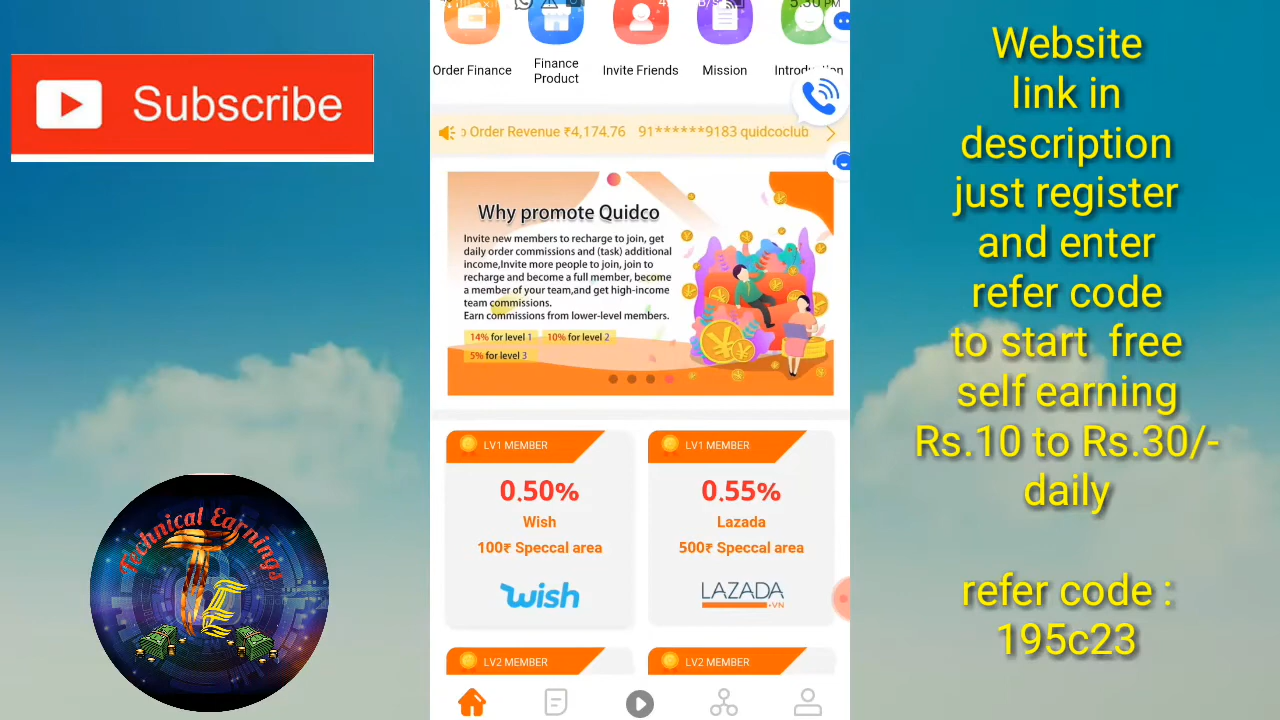 Subscribe
Technical Earnings
TE
5:30 PM
Order Finance
Finance
Product
Invite Friends
Mission
Order Revenue ₹4,174.76 91******9183 quidcoclub
Why promote Quidco
Invite new members to recharge to join, get
daily order commissions and (task) additional
income,Invite more people to join, join to
recharge and become a full member, become
a member of your team,and get high-income
team commissions.
Earn commissions from lower-level members.
14% for level 1 10% for level 2
5% for level 3
LV1 MEMBER
0.50%
Wish
100₹ Speccal area
wish
LV1 MEMBER
0.55%
Lazada
500₹ Speccal area
LAZADA
.VN
LV2 MEMBER
LV2 MEMBER
Website
link in
description
just register
and enter
refer code
to start free
self earning
Rs.10 to Rs.30/-
daily
refer code :
195c23